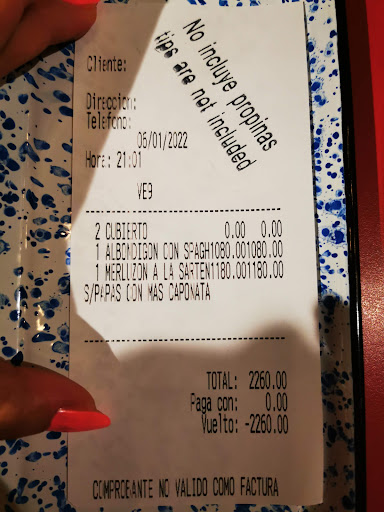 No incluye propinas
tips are not included
Cliente:
Direccion:
Telefono:
06/01/2022
Hora: 21:01
VE9
2 CUBIERTO 0.00 0.00
1 ALBONDIGON CON SPAGH1080.001080.00
1 MERLUZON A LA SARTEN1180.001180.00
S/PAPAS CON MAS CAPONATA
TOTAL: 2260.00
Paga con: 0.00
Vuelto: -2260.00
COMPROBANTE NO VALIDO COMO FACTURA